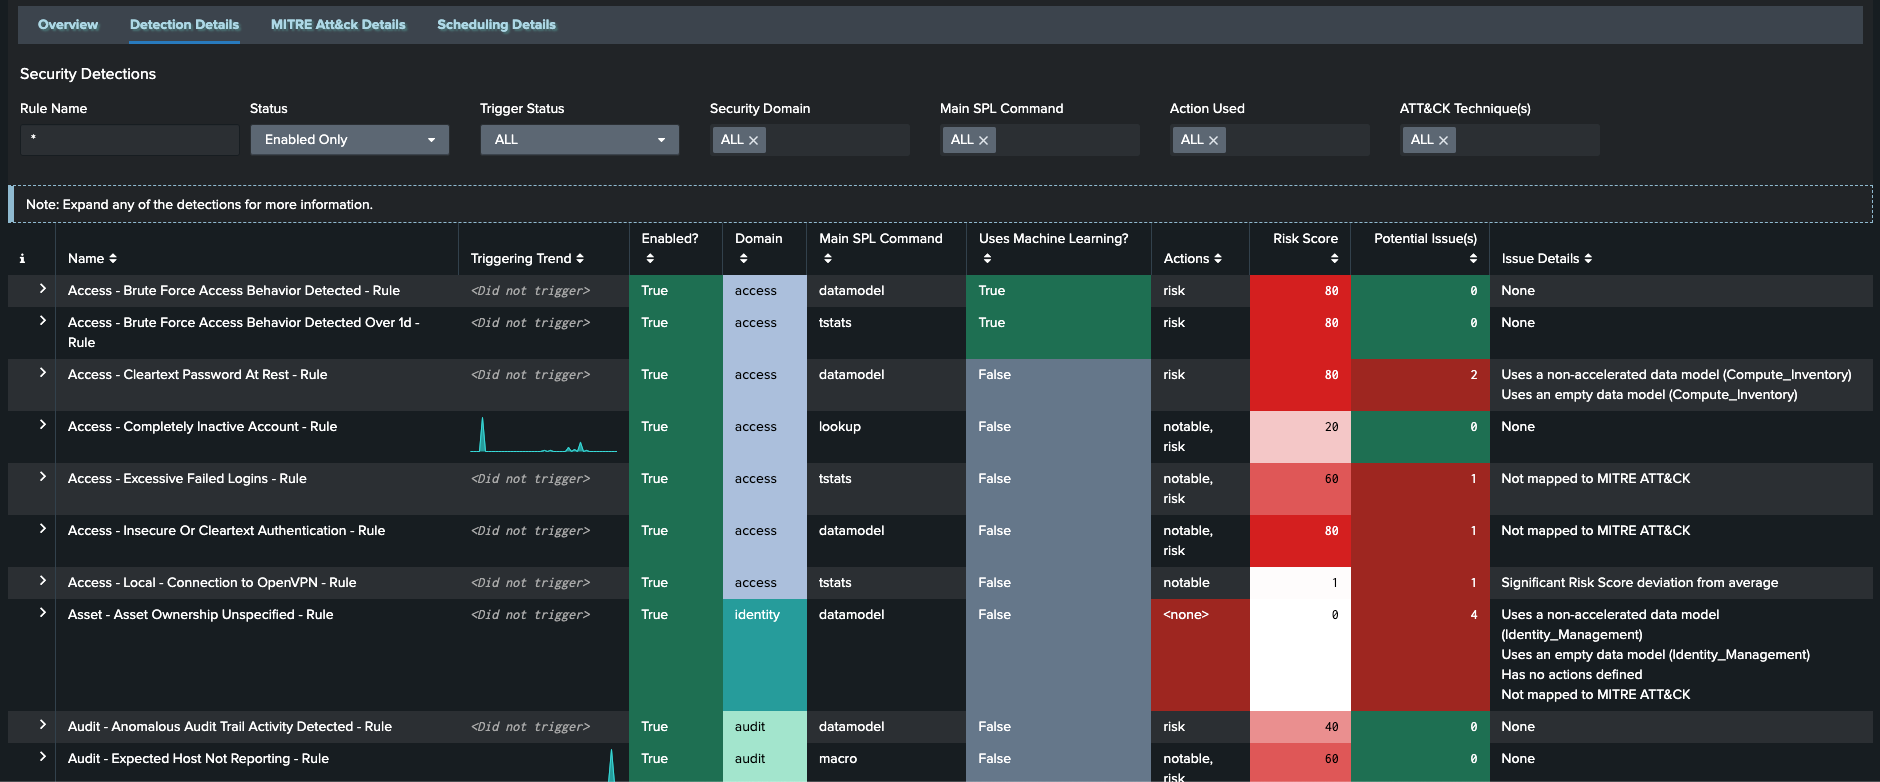 Overview Detection Details MITRE Att&ck Details Scheduling Details
Security Detections
Rule Name Status Trigger Status Security Domain Main SPL Command Action Used ATT&CK Technique(s)
* Enabled Only ALL ALL ✕ ALL ✕ ALL ✕ ALL ✕
Note: Expand any of the detections for more information.
i Name Triggering Trend Enabled? Domain Main SPL Command Uses Machine Learning? Actions Risk Score Potential Issue(s) Issue Details
Access - Brute Force Access Behavior Detected - Rule <Did not trigger> True access datamodel True risk 80 0 None
Access - Brute Force Access Behavior Detected Over 1d - <Did not trigger> True access tstats True risk 80 0 None
Rule
Access - Cleartext Password At Rest - Rule <Did not trigger> True access datamodel False risk 80 2 Uses a non-accelerated data model (Compute_Inventory)
Uses an empty data model (Compute_Inventory)
Access - Completely Inactive Account - Rule True access lookup False notable, 20 0 None
risk
Access - Excessive Failed Logins - Rule <Did not trigger> True access tstats False notable, 60 1 Not mapped to MITRE ATT&CK
risk
Access - Insecure Or Cleartext Authentication - Rule <Did not trigger> True access datamodel False notable, 80 1 Not mapped to MITRE ATT&CK
risk
Access - Local - Connection to OpenVPN - Rule <Did not trigger> True access tstats False notable 1 1 Significant Risk Score deviation from average
Asset - Asset Ownership Unspecified - Rule <Did not trigger> True identity datamodel False <none> 0 4 Uses a non-accelerated data model
(Identity_Management)
Uses an empty data model (Identity_Management)
Has no actions defined
Not mapped to MITRE ATT&CK
Audit - Anomalous Audit Trail Activity Detected - Rule <Did not trigger> True audit datamodel False risk 40 0 None
Audit - Expected Host Not Reporting - Rule True audit macro False notable, 60 0 None
risk